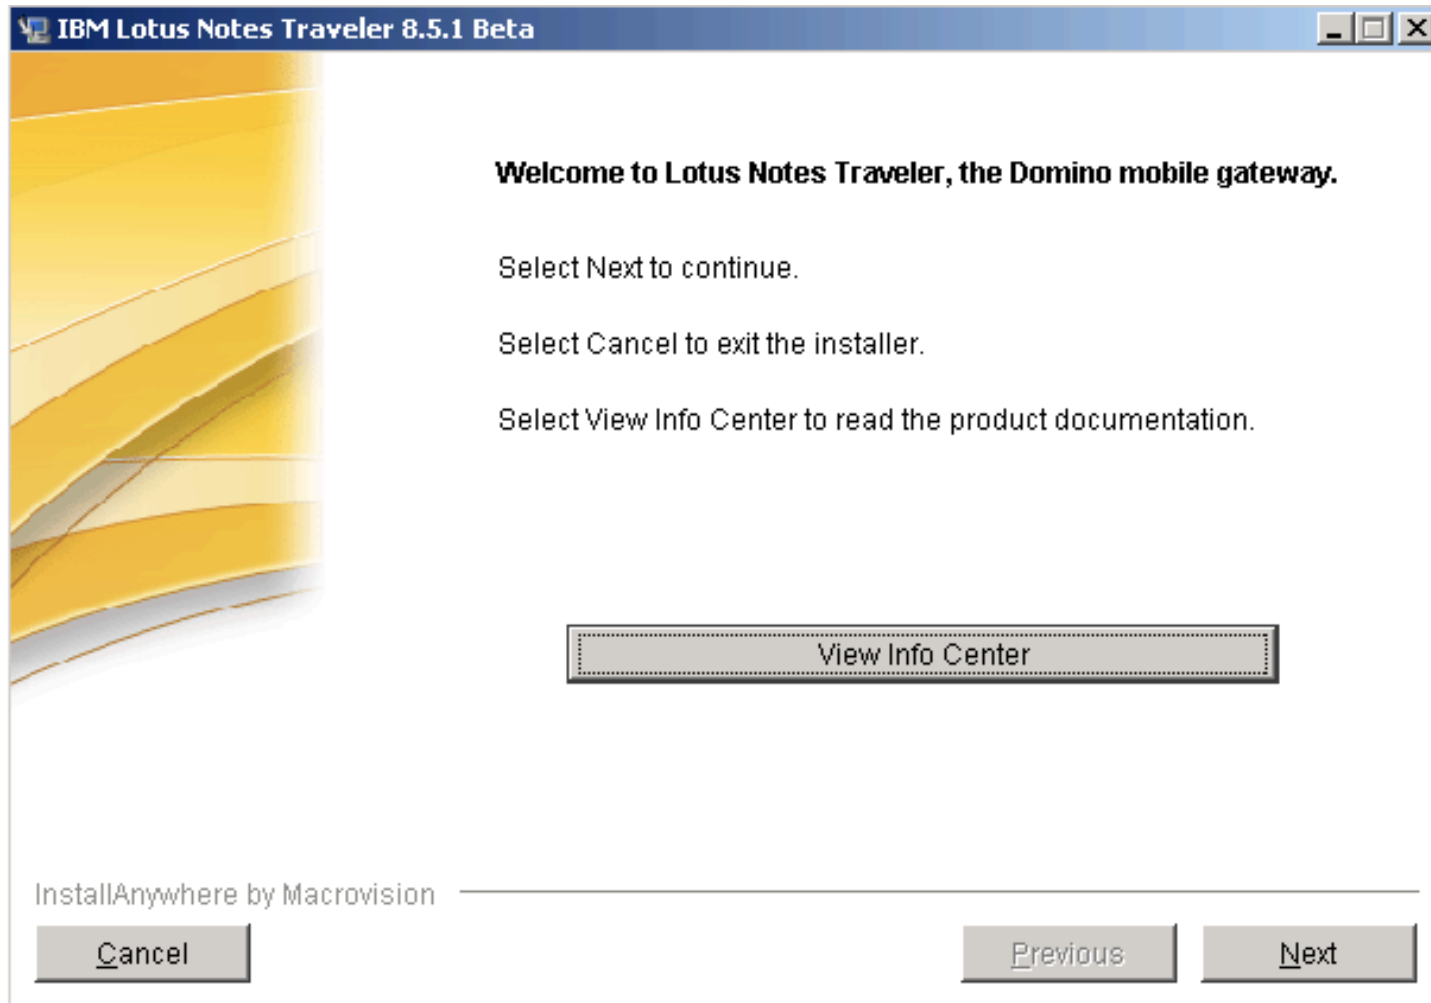 IBM Lotus Notes Traveler 8.5.1 Beta
Welcome to Lotus Notes Traveler, the Domino mobile gateway.
Select Next to continue.
Select Cancel to exit the installer.
Select View Info Center to read the product documentation.
View Info Center
InstallAnywhere by Macrovision
Cancel
Previous
Next